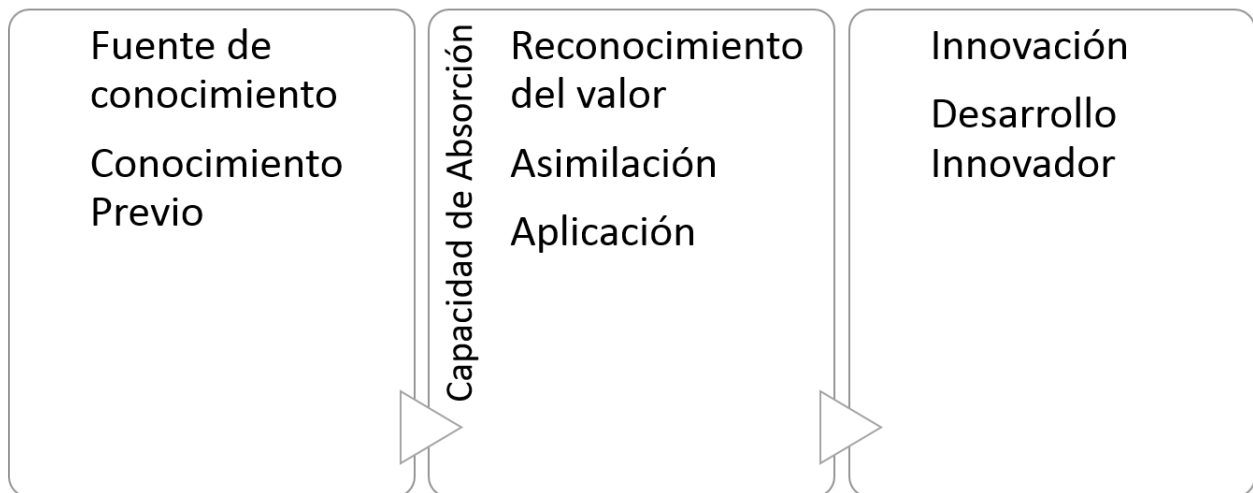 Fuente de
conocimiento
Conocimiento
Previo
Capacidad de Absorción
Reconocimiento
del valor
Asimilación
Aplicación
Innovación
Desarrollo
Innovador